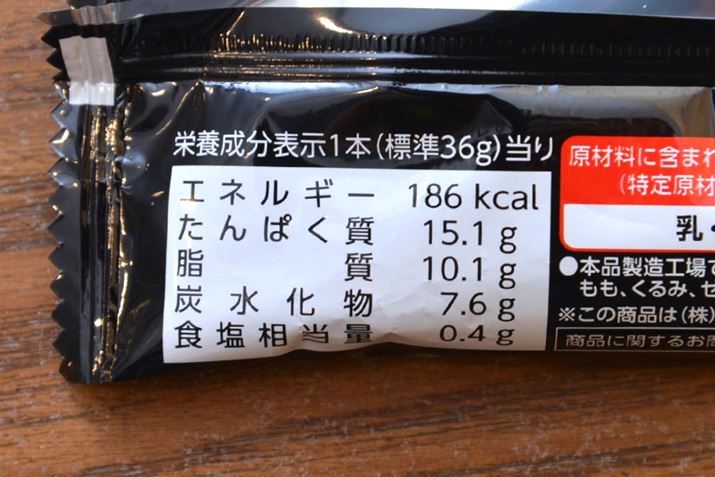 栄養成分表示1本(標準36g)当り
エネルギー 186 kcal
たんぱく質 15.1 g
脂質 10.1 g
炭水化物 7.6 g
食塩相当量 0.4 g
原材料に含まれ
(特定原材
乳・
●本品製造工場で
もも、くるみ、ゼ
※この商品は(株)
商品に関するお問